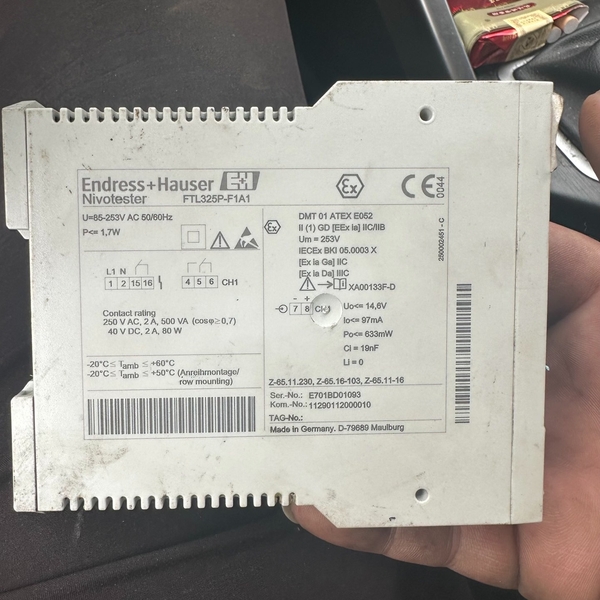 Endress+Hauser E+H
Nivotester FTL325P-F1A1
U=85-253V AC 50/60Hz
P<= 1,7W
L1 N
1 2 15 16
4 5 6 CH1
Contact rating
250 V AC, 2 A, 500 VA (cosφ≥0,7)
40 V DC, 2 A, 80 W
-20°C ≤ Tamb ≤ +60°C
-20°C ≤ Tamb ≤ +50°C (Anreihmontage/
row mounting)
Ex
CE 0044
DMT 01 ATEX E052
II (1) GD [EEx ia] IIC/IIB
Um = 253V
IECEx BKI 05.0003 X
[Ex ia Ga] IIC
[Ex ia Da] IIIC
XA00133F-D
- +
7 8
Uo<= 14,6V
Io<= 97mA
Po<= 633mW
Ci = 19nF
Li = 0
Z-65.11.230, Z-65.16-103, Z-65.11-16
Ser.-No.: E701BD01093
Kom.-No.: 11290112000010
TAG-No.:
Made in Germany. D-79689 Maulburg
250002451 - C